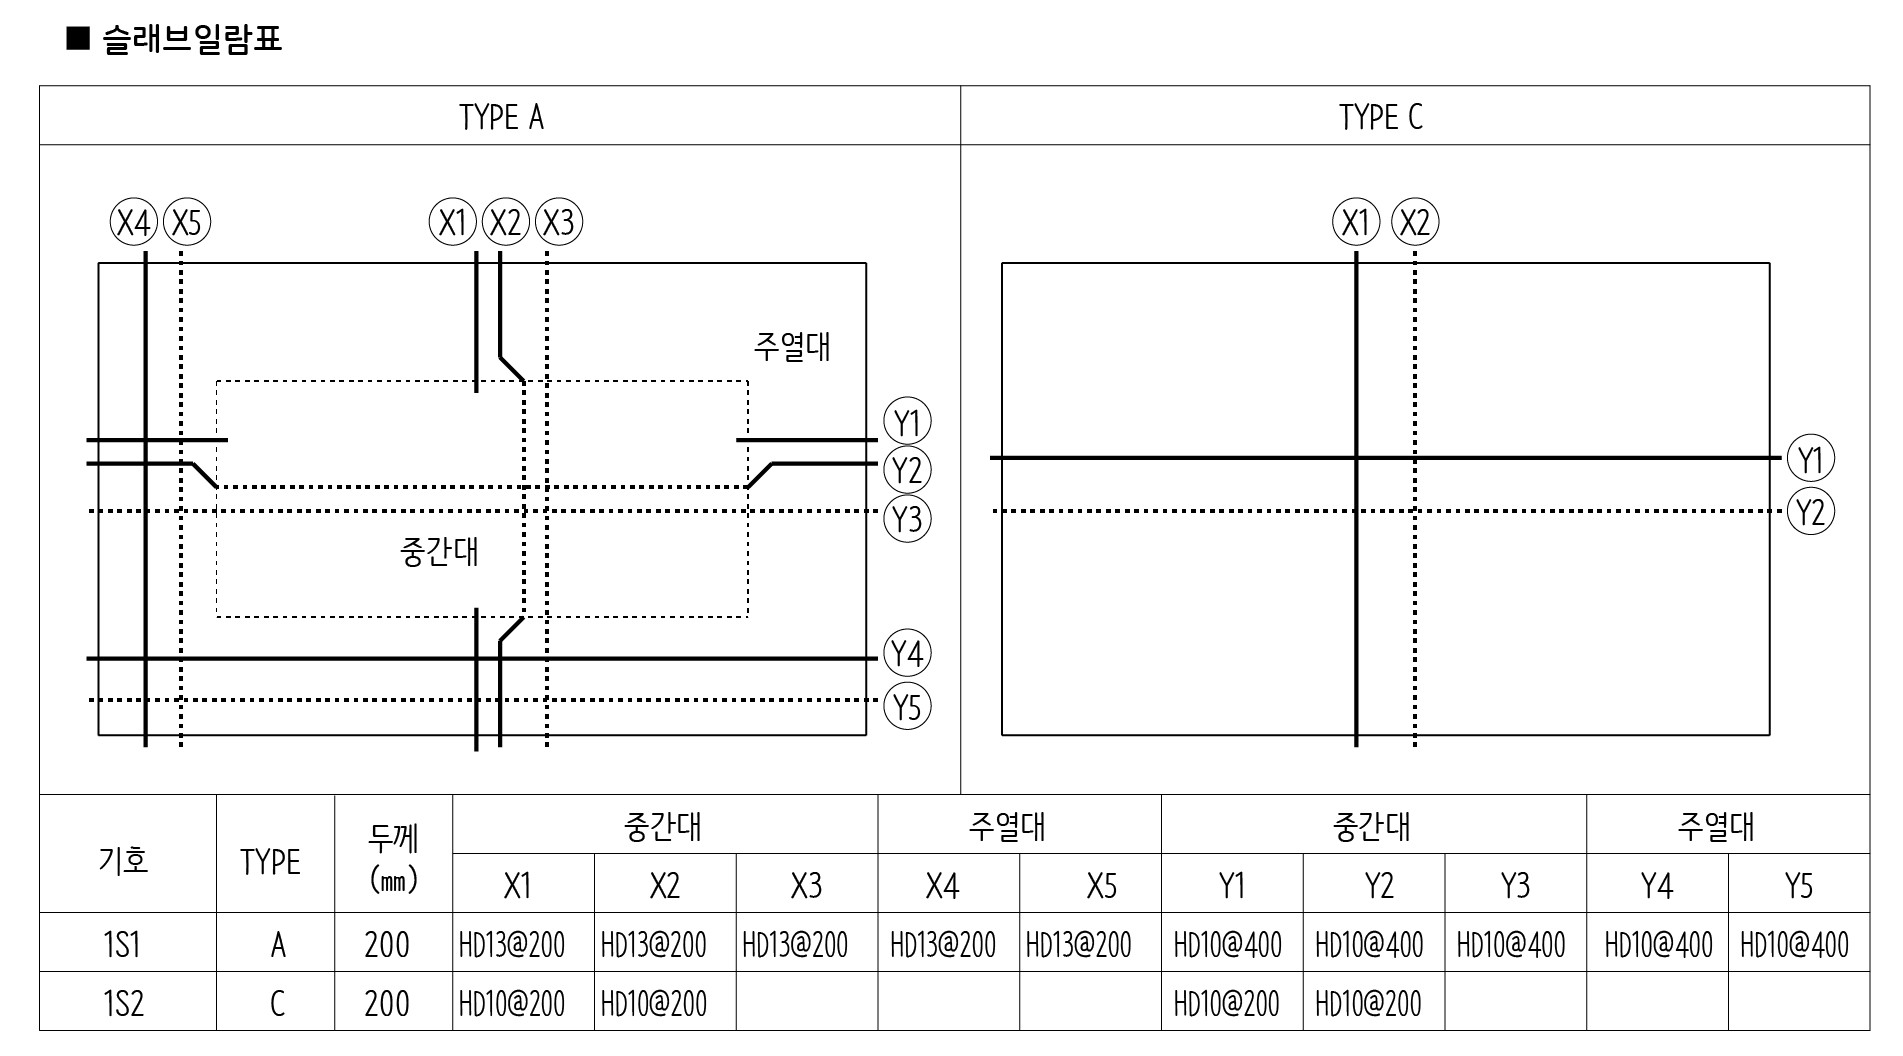 ■ 슬래브일람표
TYPE A
TYPE C
X4 X5 X1 X2 X3
X1 X2
주열대
Y1
Y2
Y3
중간대
Y4
Y5
Y1
Y2
기호 TYPE 두께 (mm) 중간대 주열대 중간대 주열대
X1 X2 X3 X4 X5 Y1 Y2 Y3 Y4 Y5
1S1 A 200 HD13@200 HD13@200 HD13@200 HD13@200 HD13@200 HD10@400 HD10@400 HD10@400 HD10@400 HD10@400
1S2 C 200 HD10@200 HD10@200 HD10@200 HD10@200